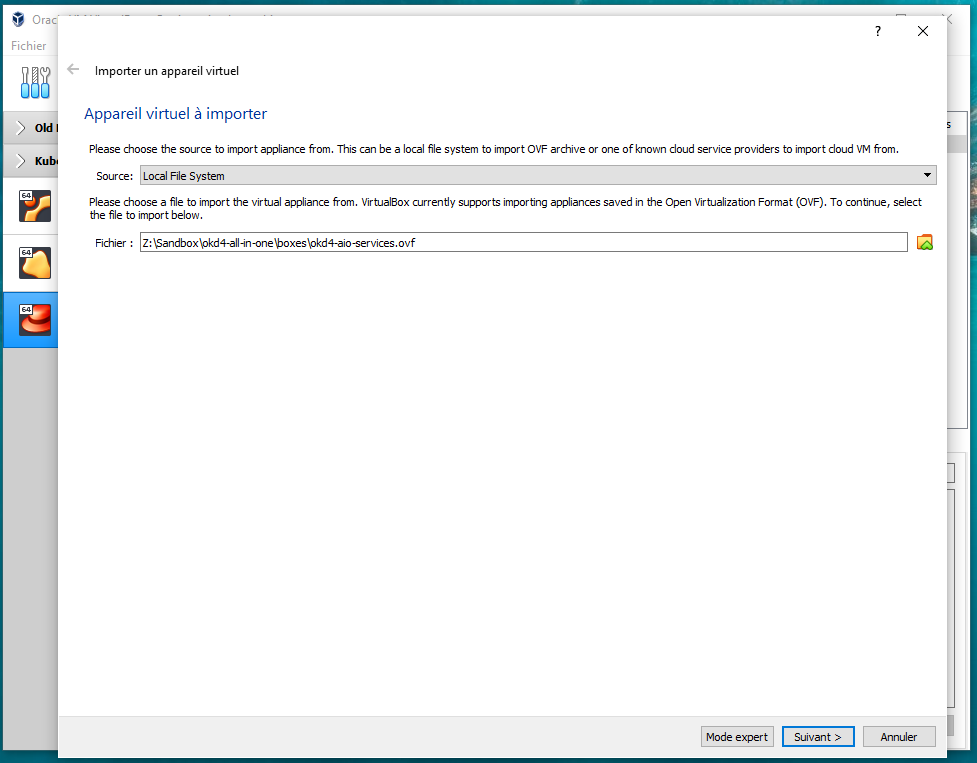 Orac
?
Fichier
Importer un appareil virtuel
Appareil virtuel à importer
Old
Kube
64
64
64
Please choose the source to import appliance from. This can be a local file system to import OVF archive or one of known cloud service providers to import cloud VM from.
Source: Local File System
Please choose a file to import the virtual appliance from. VirtualBox currently supports importing appliances saved in the Open Virtualization Format (OVF). To continue, select
the file to import below.
Fichier : Z:\Sandbox\okd4-all-in-one\boxes\okd4-aio-services.ovf
s
Mode expert
Suivant >
Annuler